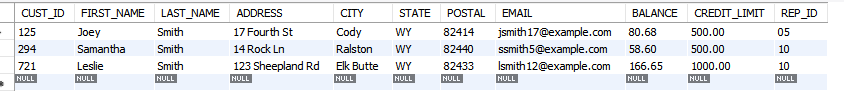 CUST_ID FIRST_NAME LAST_NAME ADDRESS CITY STATE POSTAL EMAIL BALANCE CREDIT_LIMIT REP_ID
125 Joey Smith 17 Fourth St Cody WY 82414 jsmith17@example.com 80.68 500.00 05
294 Samantha Smith 14 Rock Ln Ralston WY 82440 ssmith5@example.com 58.60 500.00 10
721 Leslie Smith 123 Sheepland Rd Elk Butte WY 82433 lsmith12@example.com 166.65 1000.00 10
NULL NULL NULL NULL NULL NULL NULL NULL NULL NULL NULL